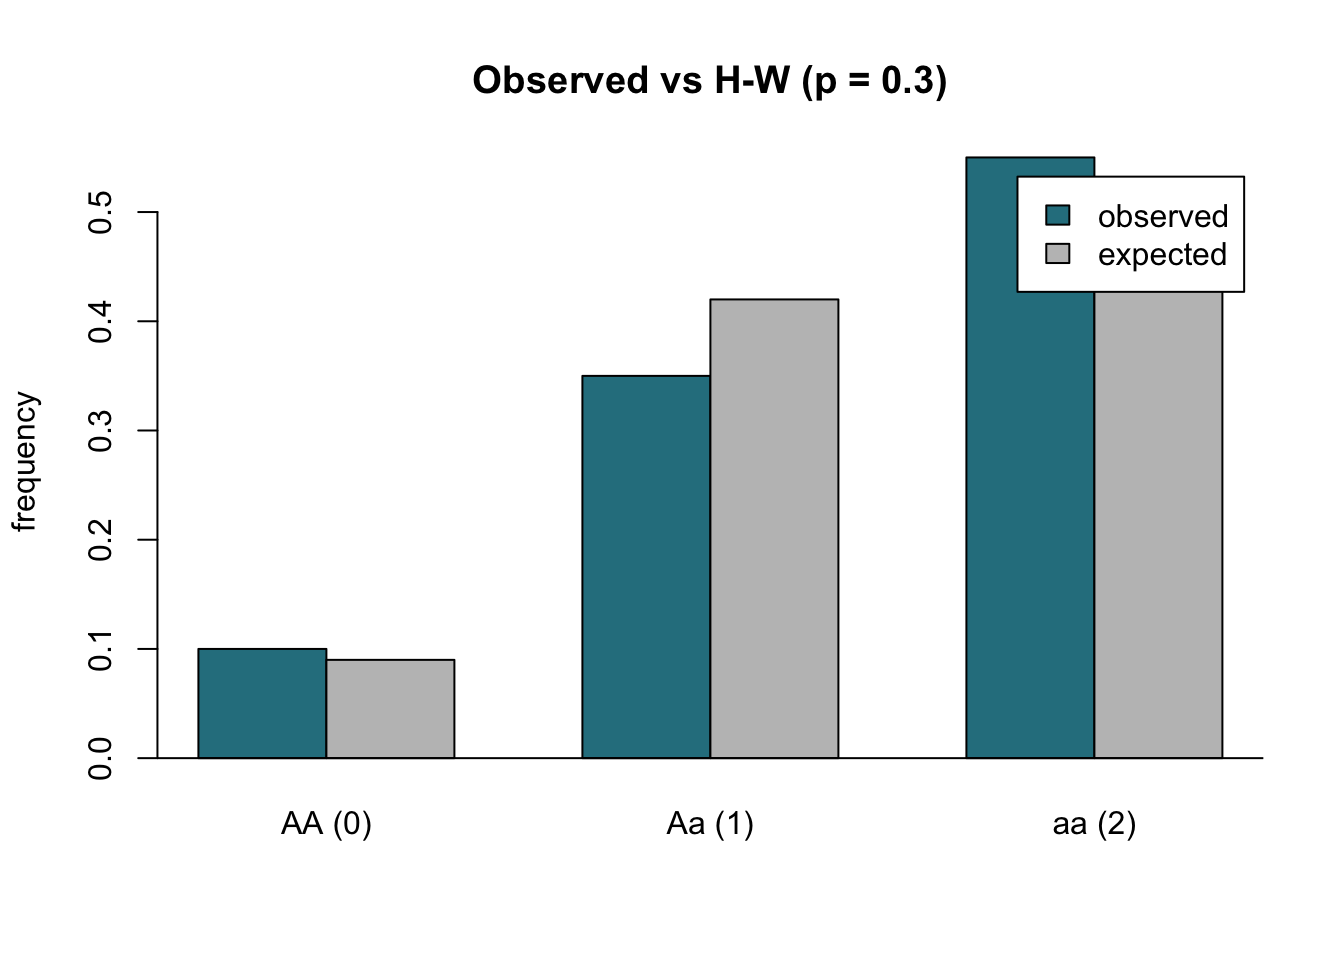 Observed vs H-W (p = 0.3)
frequency
0.5
0.4
0.3
0.2
0.1
0.0
observed
expected
AA (0)
Aa (1)
aa (2)